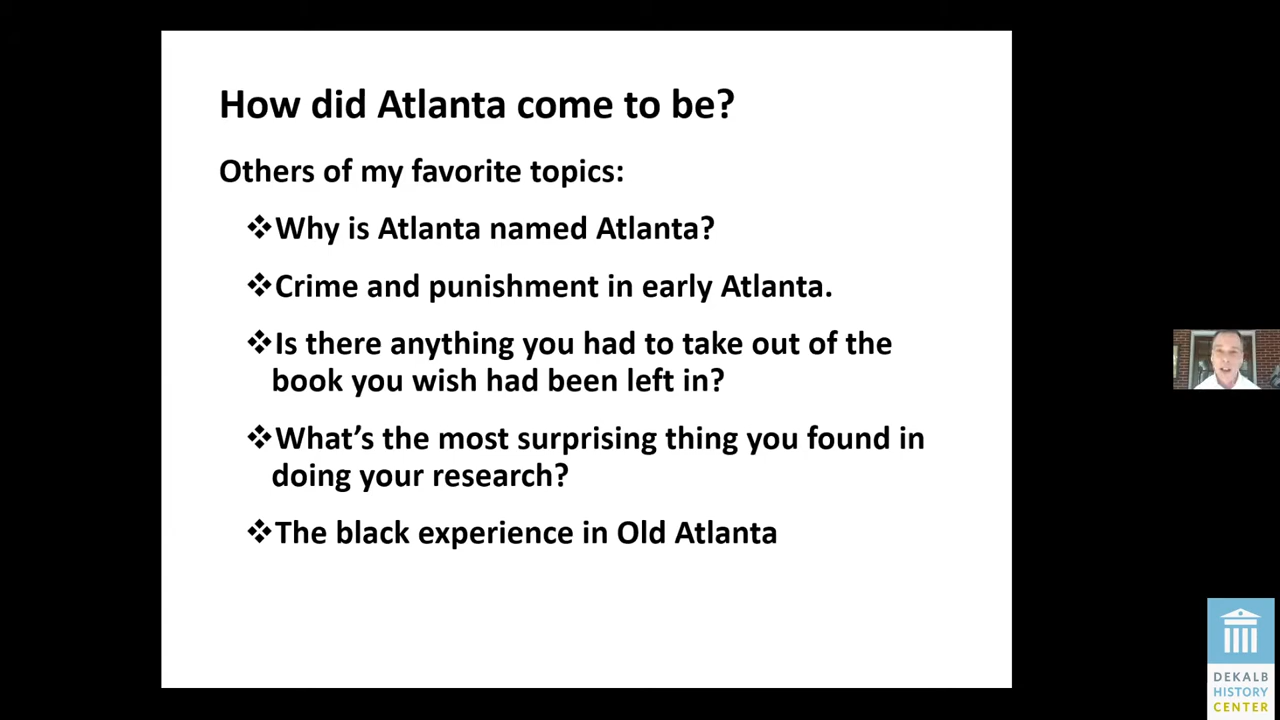 How did Atlanta come to be?
Others of my favorite topics:
❖Why is Atlanta named Atlanta?
❖Crime and punishment in early Atlanta.
❖Is there anything you had to take out of the
book you wish had been left in?
❖What's the most surprising thing you found in
doing your research?
❖The black experience in Old Atlanta
DEKALB
HISTORY
CENTER